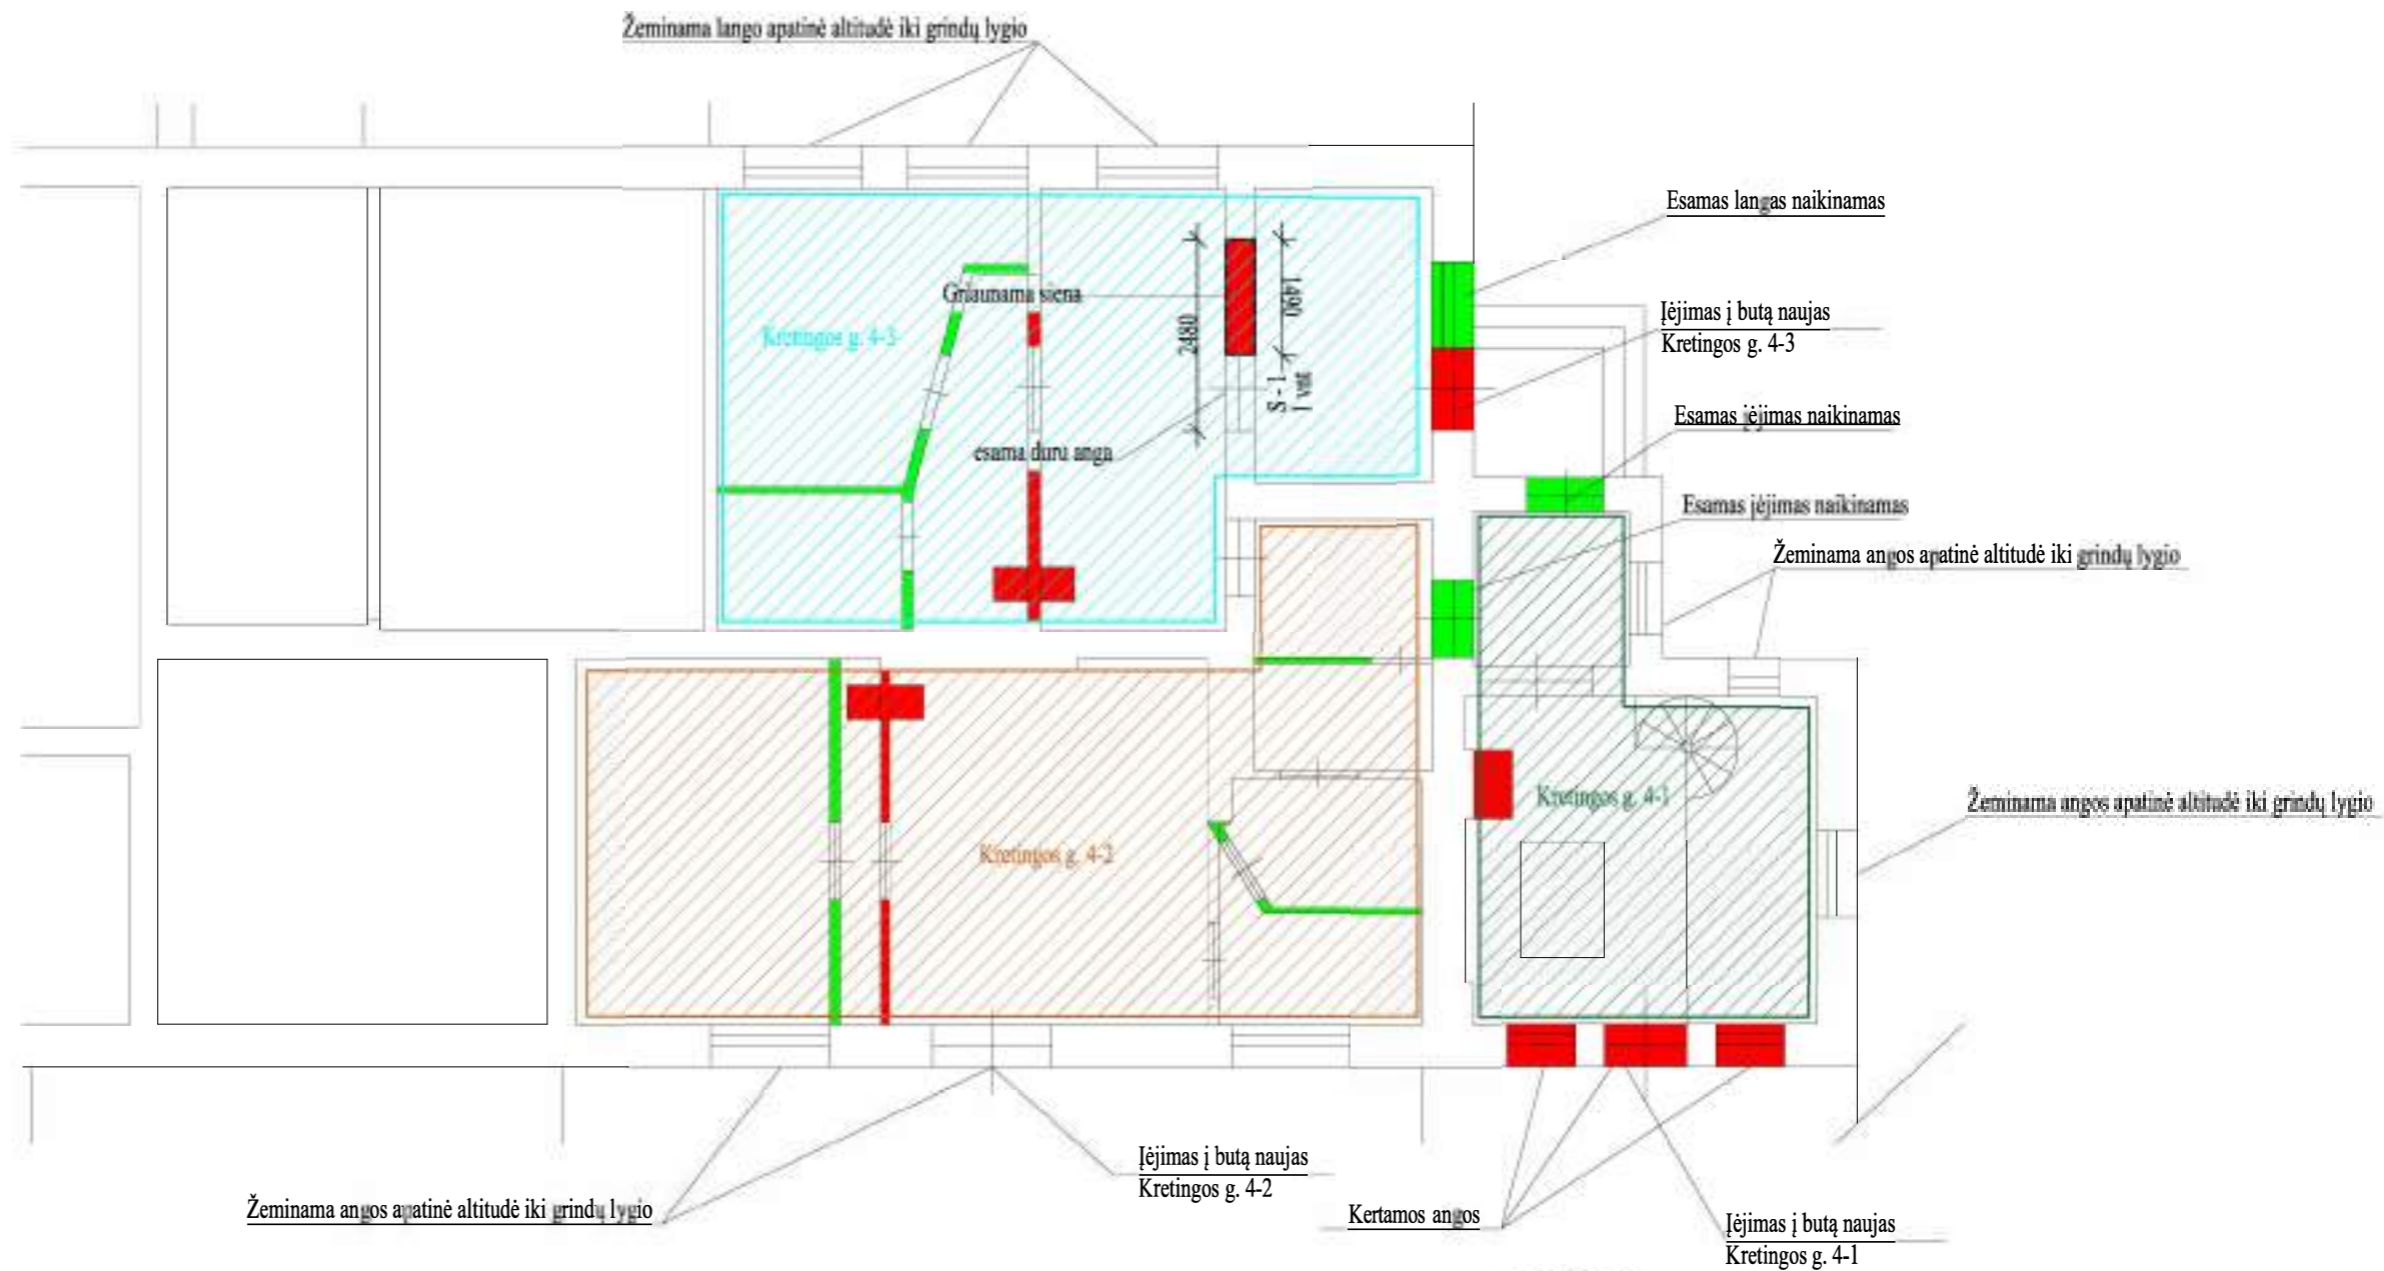 Žeminama lango apatinė altitudė iki grindų lygio
Esamas langas naikinamas
Įėjimas į butą naujas
Kretingos g. 4-3
Kretingos g. 4-3
Griaunama siena
2480
1490
S - 1
1 vnt
esama durų anga
Esamas įėjimas naikinamas
Esamas įėjimas naikinamas
Žeminama angos apatinė altitudė iki grindų lygio
Kretingos g. 4-1
Žeminama angos apatinė altitudė iki grindų lygio
Kretingos g. 4-2
Įėjimas į butą naujas
Kretingos g. 4-2
Žeminama angos apatinė altitudė iki grindų lygio
Kertamos angos
Įėjimas į butą naujas
Kretingos g. 4-1